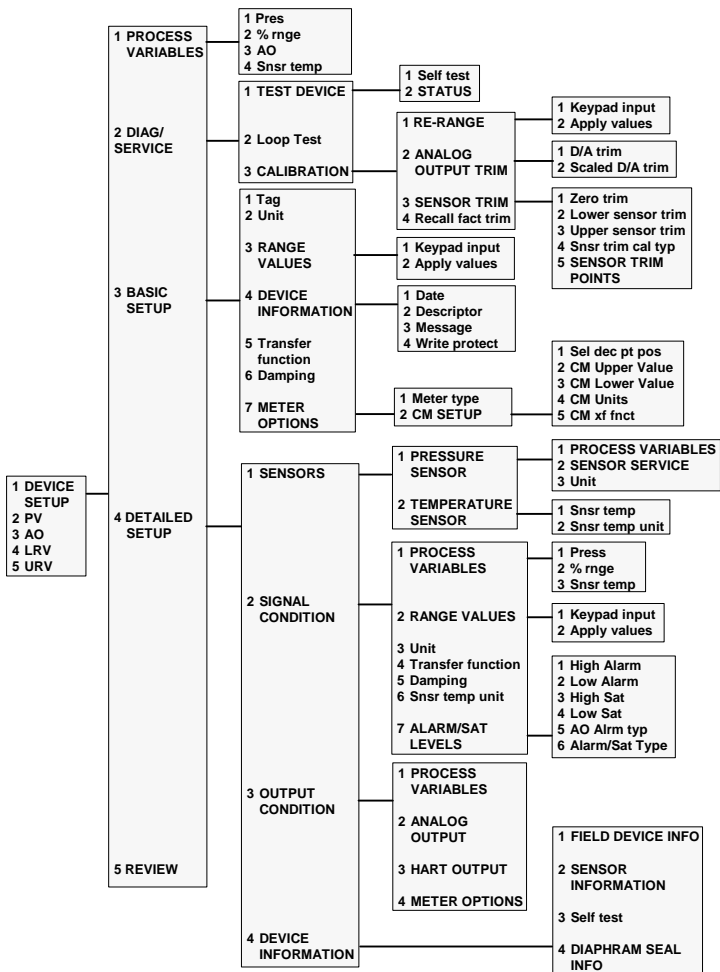 1 DEVICE
SETUP
2 PV
3 AO
4 LRV
5 URV
1 PROCESS
VARIABLES
2 DIAG/
SERVICE
3 BASIC
SETUP
4 DETAILED
SETUP
5 REVIEW
1 Pres
2 % rnge
3 AO
4 Snsr temp
1 TEST DEVICE
2 Loop Test
3 CALIBRATION
1 Self test
2 STATUS
1 RE-RANGE
2 ANALOG
OUTPUT TRIM
3 SENSOR TRIM
4 Recall fact trim
1 Keypad input
2 Apply values
1 D/A trim
2 Scaled D/A trim
1 Zero trim
2 Lower sensor trim
3 Upper sensor trim
4 Snsr trim cal typ
5 SENSOR TRIM
POINTS
1 Tag
2 Unit
3 RANGE
VALUES
4 DEVICE
INFORMATION
5 Transfer
function
6 Damping
7 METER
OPTIONS
1 Keypad input
2 Apply values
1 Date
2 Descriptor
3 Message
4 Write protect
1 Meter type
2 CM SETUP
1 Sel dec pt pos
2 CM Upper Value
3 CM Lower Value
4 CM Units
5 CM xf fnct
1 SENSORS
2 SIGNAL
CONDITION
3 OUTPUT
CONDITION
4 DEVICE
INFORMATION
1 PRESSURE
SENSOR
2 TEMPERATURE
SENSOR
1 PROCESS VARIABLES
2 SENSOR SERVICE
3 Unit
1 Snsr temp
2 Snsr temp unit
1 PROCESS
VARIABLES
2 RANGE VALUES
3 Unit
4 Transfer function
5 Damping
6 Snsr temp unit
7 ALARM/SAT
LEVELS
1 Press
2 % rnge
3 Snsr temp
1 Keypad input
2 Apply values
1 High Alarm
2 Low Alarm
3 High Sat
4 Low Sat
5 AO Alrm typ
6 Alarm/Sat Type
1 PROCESS
VARIABLES
2 ANALOG
OUTPUT
3 HART OUTPUT
4 METER OPTIONS
1 FIELD DEVICE INFO
2 SENSOR
INFORMATION
3 Self test
4 DIAPHRAM SEAL
INFO